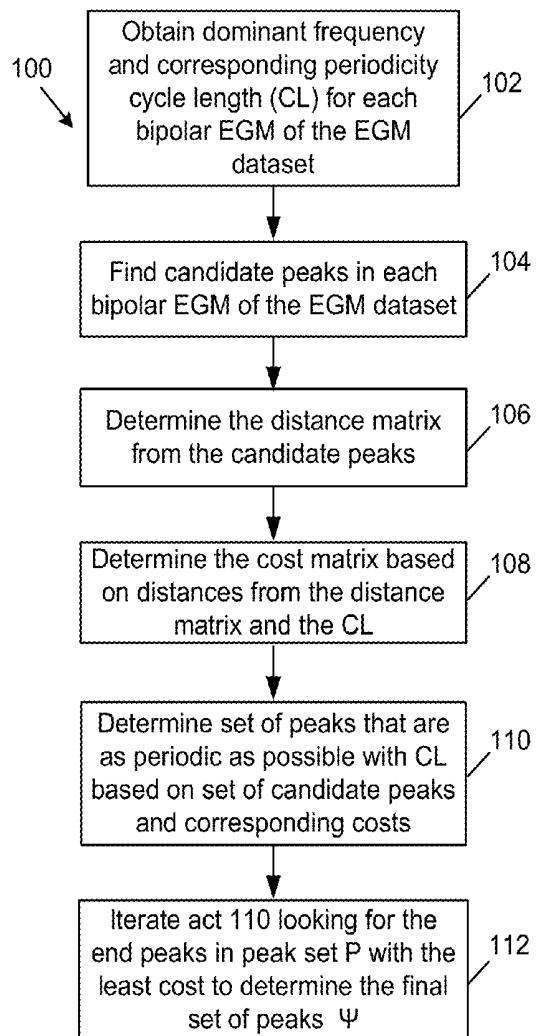 100
Obtain dominant frequency
and corresponding periodicity
cycle length (CL) for each
bipolar EGM of the EGM
dataset
102
Find candidate peaks in each
bipolar EGM of the EGM dataset
104
Determine the distance matrix
from the candidate peaks
106
Determine the cost matrix based
on distances from the distance
matrix and the CL
108
Determine set of peaks that are
as periodic as possible with CL
based on set of candidate peaks
and corresponding costs
110
Iterate act 110 looking for the
end peaks in peak set P with the
least cost to determine the final
set of peaks Ψ
112